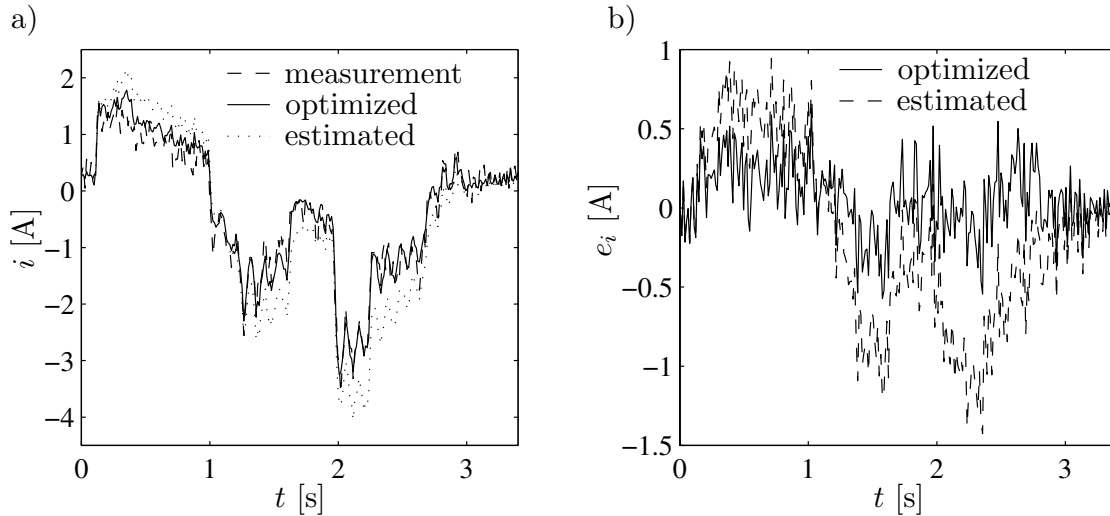 a)
2
1
0
−1
−2
−3
−4
i [A]
measurement
optimized
estimated
0
1
2
3
t [s]
b)
1
0.5
0
−0.5
−1
−1.5
e_i [A]
optimized
estimated
0
1
2
3
t [s]